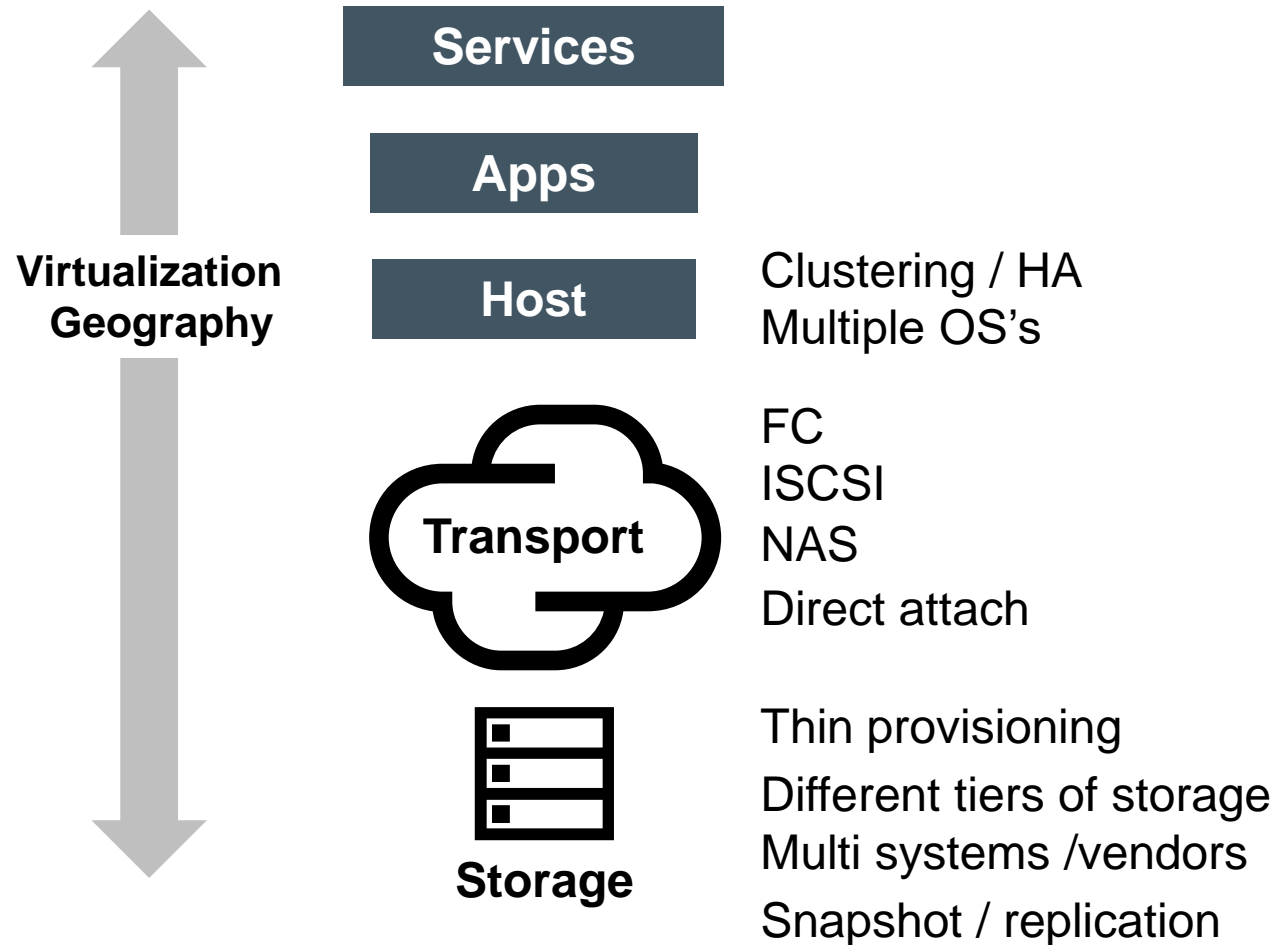 Services
Apps
Virtualization
Geography
Host
Clustering / HA
Multiple OS’s
Transport
FC
ISCSI
NAS
Direct attach
Storage
Thin provisioning
Different tiers of storage
Multi systems /vendors
Snapshot / replication